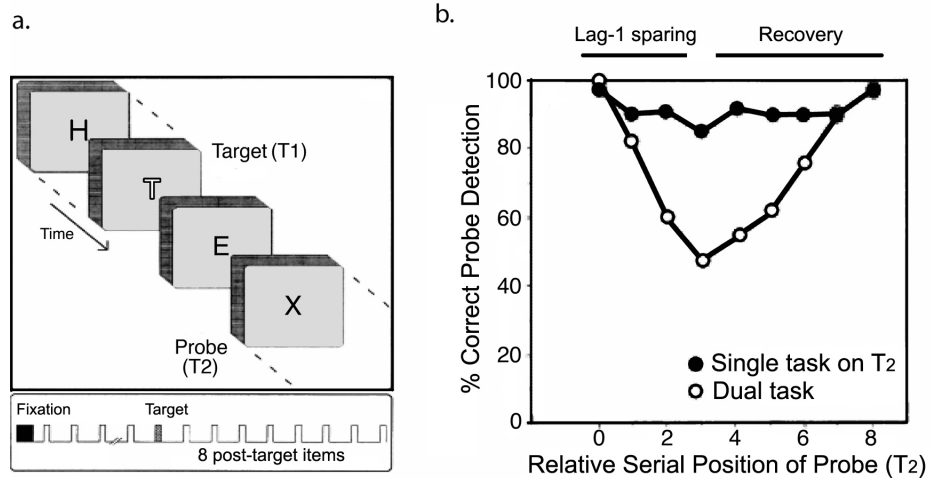 a.
H
Target (T1)
T
Time
E
X
Probe
(T2)
Fixation
Target
8 post-target items
b.
Lag-1 sparing
Recovery
% Correct Probe Detection
100
80
60
40
20
0
Single task on T2
Dual task
0 2 4 6 8
Relative Serial Position of Probe (T2)